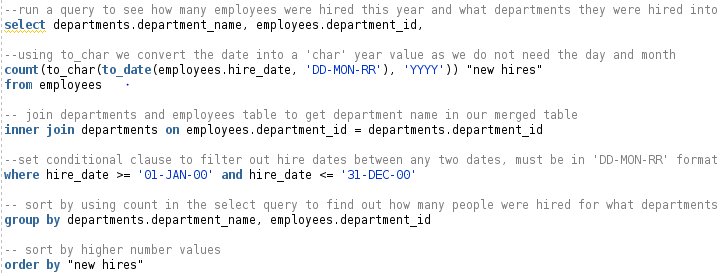 --run a query to see how many employees were hired this year and what departments they were hired into
select departments.department_name, employees.department_id,
--using to_char we convert the date into a 'char' year value as we do not need the day and month
count(to_char(to_date(employees.hire_date, 'DD-MON-RR'), 'YYYY')) "new hires"
from employees
-- join departments and employees table to get department name in our merged table
inner join departments on employees.department_id = departments.department_id
--set conditional clause to filter out hire dates between any two dates, must be in 'DD-MON-RR' format
where hire_date >= '01-JAN-00' and hire_date <= '31-DEC-00'
-- sort by using count in the select query to find out how many people were hired for what departments
group by departments.department_name, employees.department_id
-- sort by higher number values
order by "new hires"